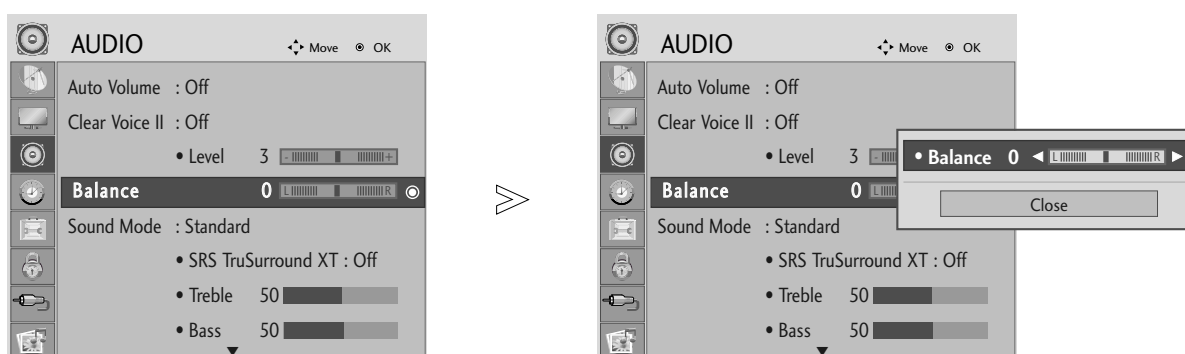 AUDIO Move OK
Auto Volume : Off
Clear Voice II : Off
• Level 3 - +
Balance 0 L R
Sound Mode : Standard
• SRS TruSurround XT : Off
• Treble 50
• Bass 50
AUDIO Move OK
Auto Volume : Off
Clear Voice II : Off
• Level 3 -
Balance 0 L
Sound Mode : Standard
• SRS TruSurround XT : Off
• Treble 50
• Bass 50
• Balance 0 L R
Close